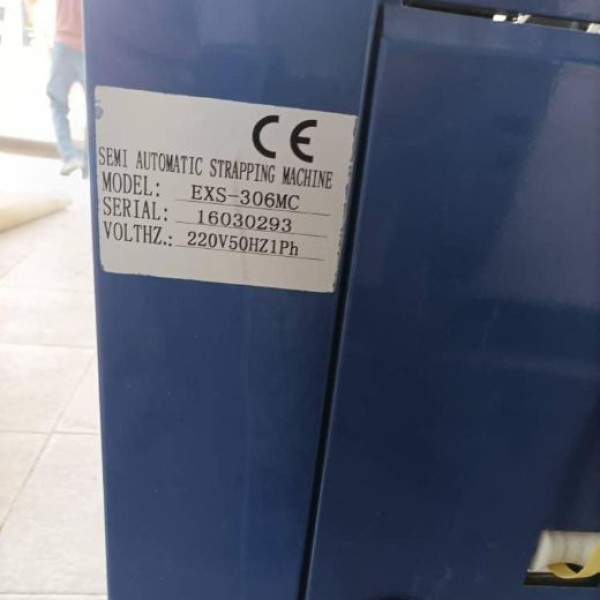 CE
SEMI AUTOMATIC STRAPPING MACHINE
MODEL: EXS-306MC
SERIAL: 16030293
VOLTHZ.: 220V50HZ1Ph